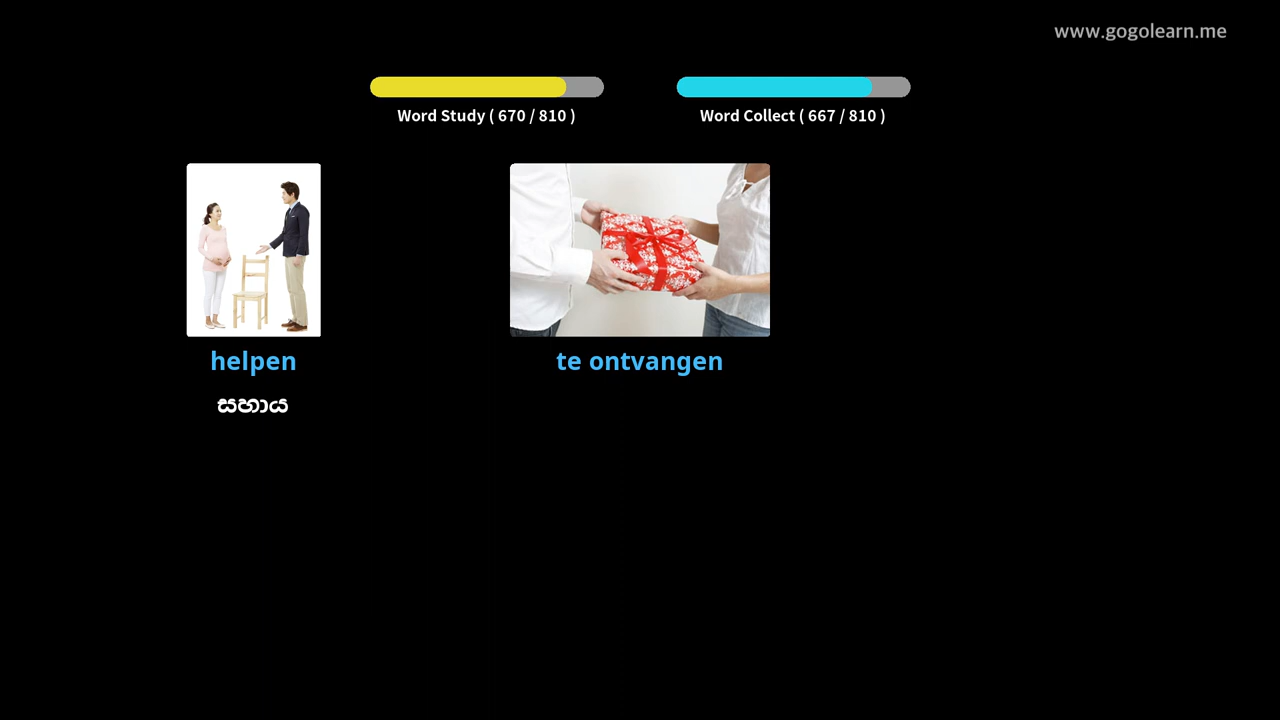 www.gogolearn.me
Word Study ( 670 / 810 )
Word Collect ( 667 / 810 )
helpen
te ontvangen
සහාය